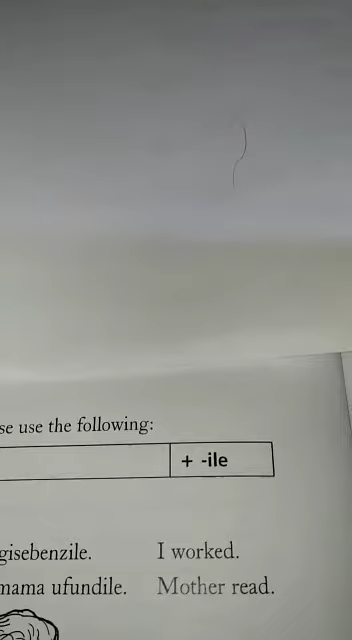 se use the following:
+ -ile
gisebenzile. I worked.
mama ufundile. Mother read.